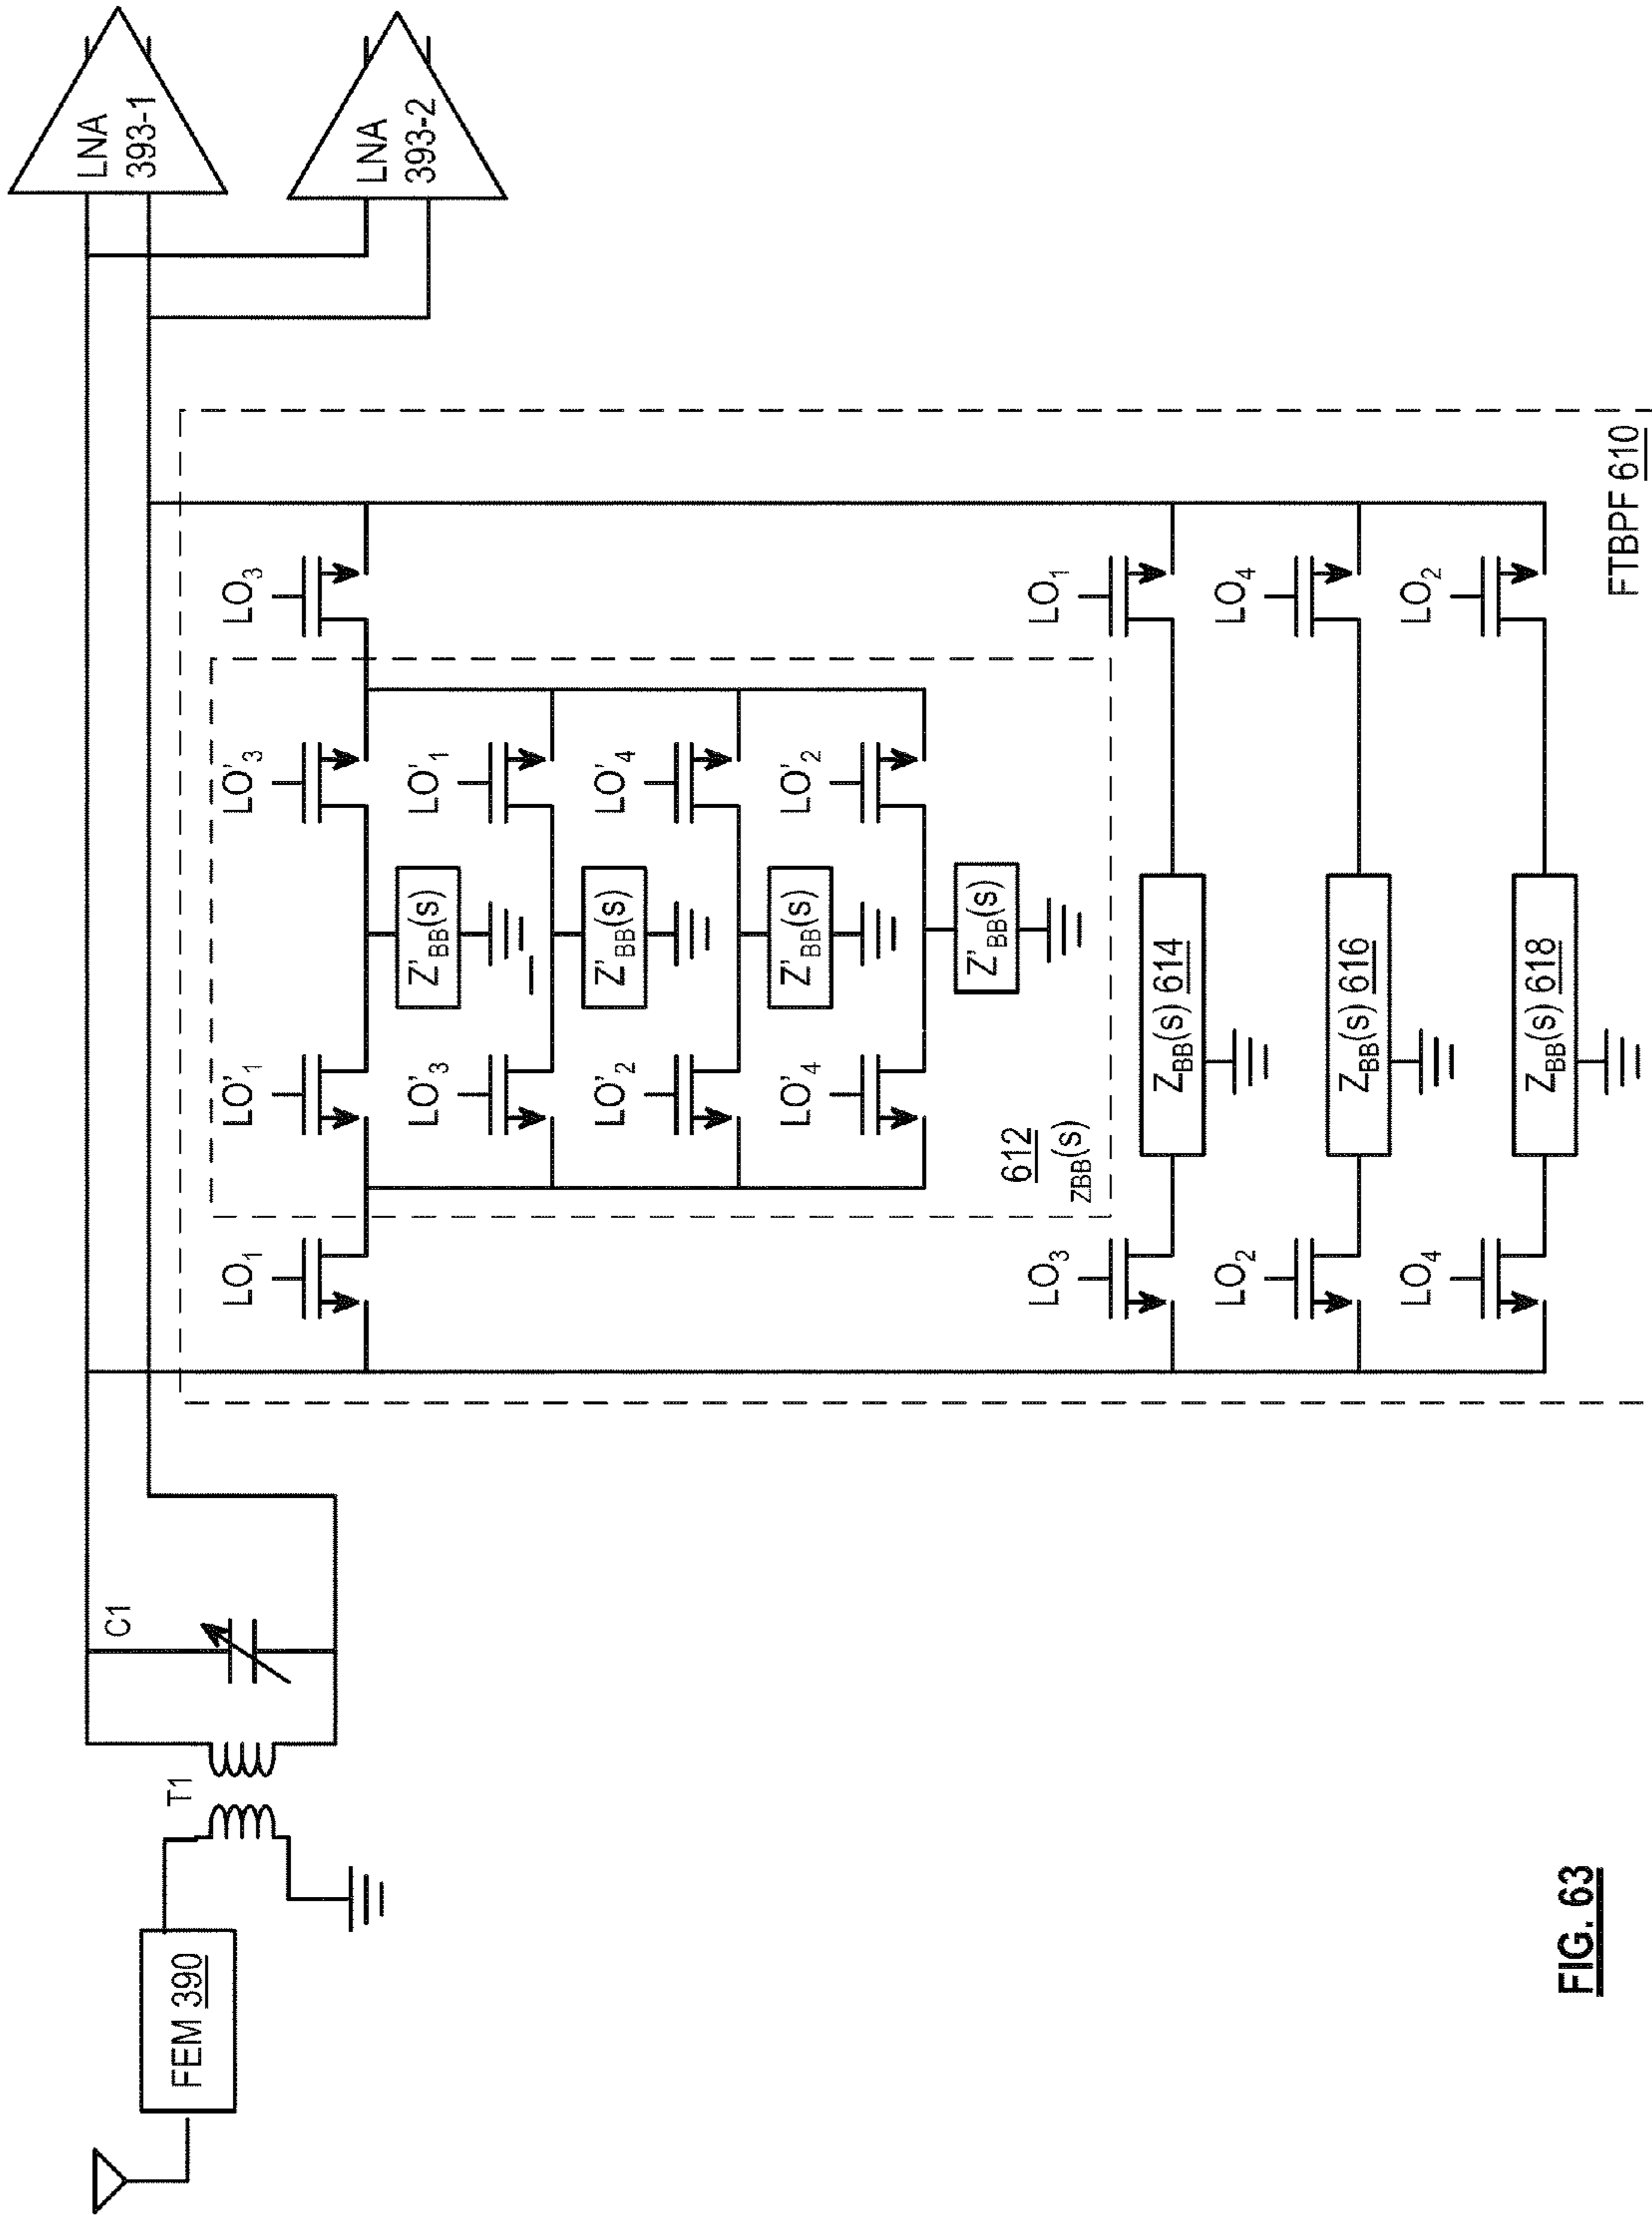 LNA
393-1
C1
T1
FEM 390
LO₁
LO'₁
LO'₃
LO₃
LNA
393-2
LO'₃
Z'BB(s)
LO'₁
LO'₂
Z'BB(s)
LO'₄
LO'₄
Z'BB(s)
LO'₂
Z'BB(s)
612
ZBB(s)
LO₃
LO₁
ZBB(s) 614
LO₂
LO₄
ZBB(s) 616
LO₄
LO₂
ZBB(s) 618
FTBPF 610
FIG. 63